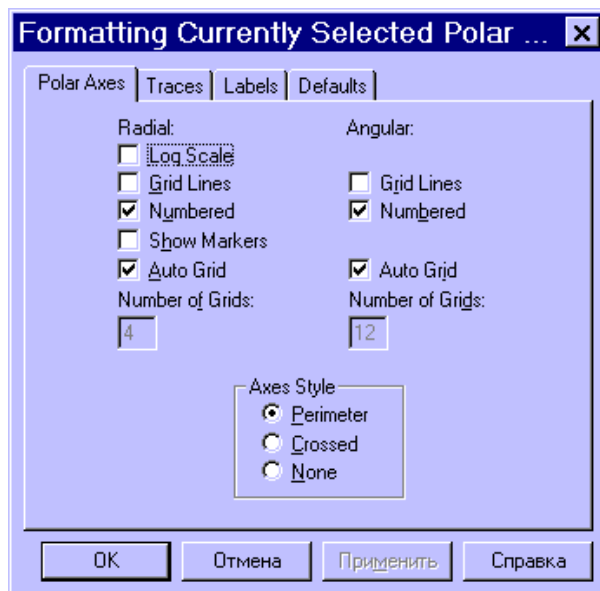 Formatting Currently Selected Polar ...
Polar Axes Traces Labels Defaults
Radial: Angular:
Log Scale
Grid Lines Grid Lines
Numbered Numbered
Show Markers
Auto Grid Auto Grid
Number of Grids: Number of Grids:
4 12
Axes Style
Perimeter
Crossed
None
OK Отмена Применить Справка